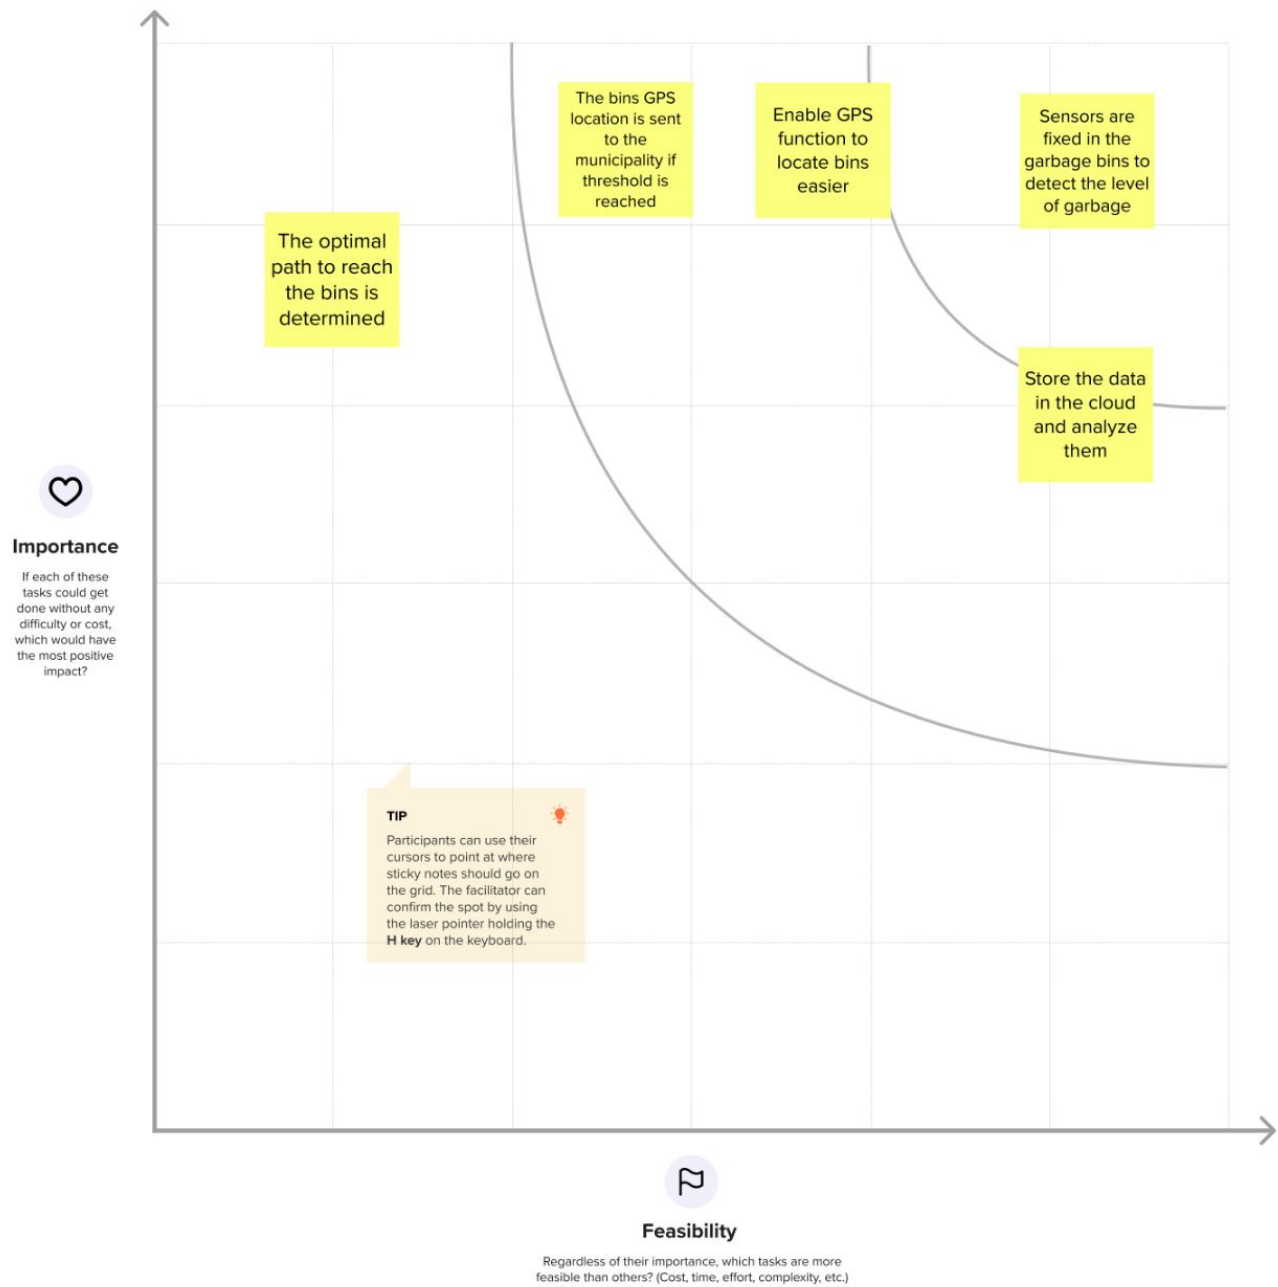 The bins GPS
location is sent
to the
municipality if
threshold is
reached
Enable GPS
function to
locate bins
easier
Sensors are
fixed in the
garbage bins to
detect the level
of garbage
The optimal
path to reach
the bins is
determined
Store the data
in the cloud
and analyze
them
Importance
If each of these
tasks could get
done without any
difficulty or cost,
which would have
the most positive
impact?
TIP
Participants can use their
cursors to point at where
sticky notes should go on
the grid. The facilitator can
confirm the spot by using
the laser pointer holding the
H key on the keyboard.
Feasibility
Regardless of their importance, which tasks are more
feasible than others? (Cost, time, effort, complexity, etc.)